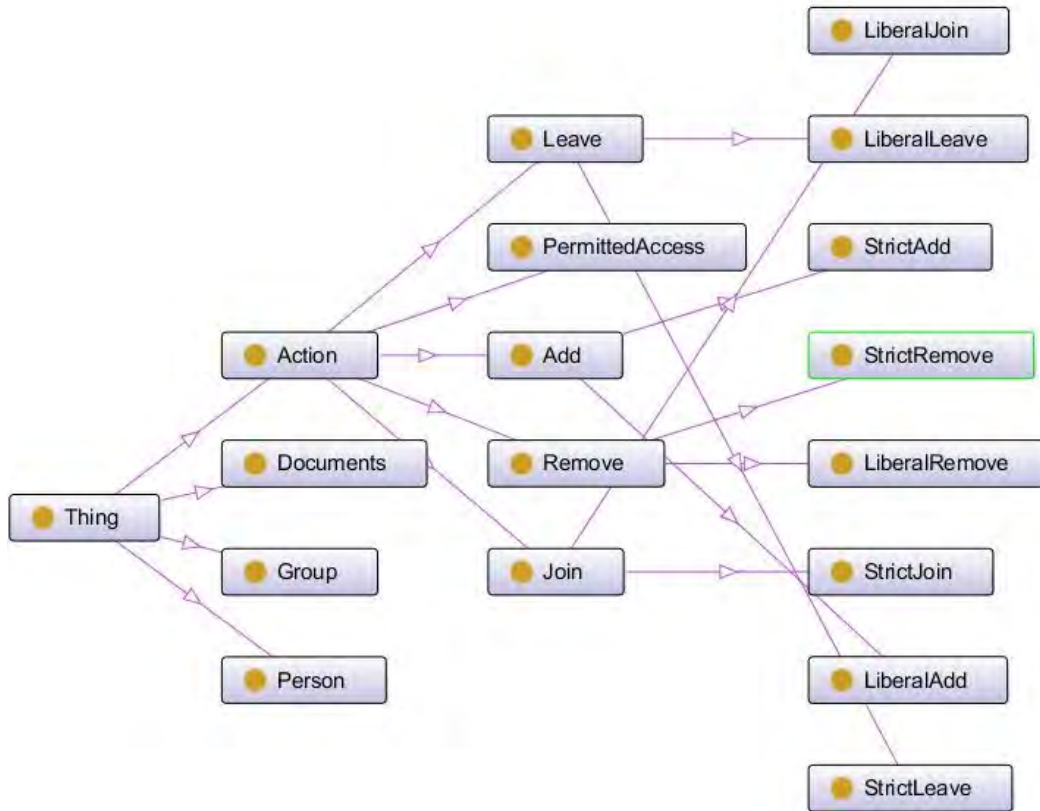 LiberalJoin
Leave
LiberalLeave
PermittedAccess
StrictAdd
Action
Add
StrictRemove
Documents
Remove
LiberalRemove
Thing
Group
Join
StrictJoin
Person
LiberalAdd
StrictLeave